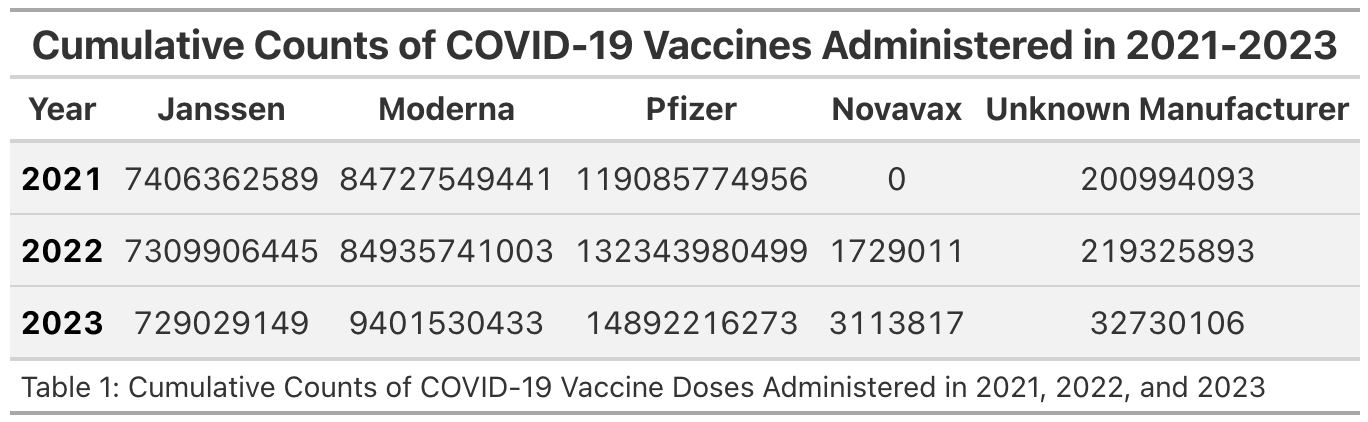 Cumulative Counts of COVID-19 Vaccines Administered in 2021-2023
Year Janssen Moderna Pfizer Novavax Unknown Manufacturer
2021 7406362589 84727549441 119085774956 0 200994093
2022 7309906445 84935741003 132343980499 1729011 219325893
2023 729029149 9401530433 14892216273 3113817 32730106
Table 1: Cumulative Counts of COVID-19 Vaccine Doses Administered in 2021, 2022, and 2023